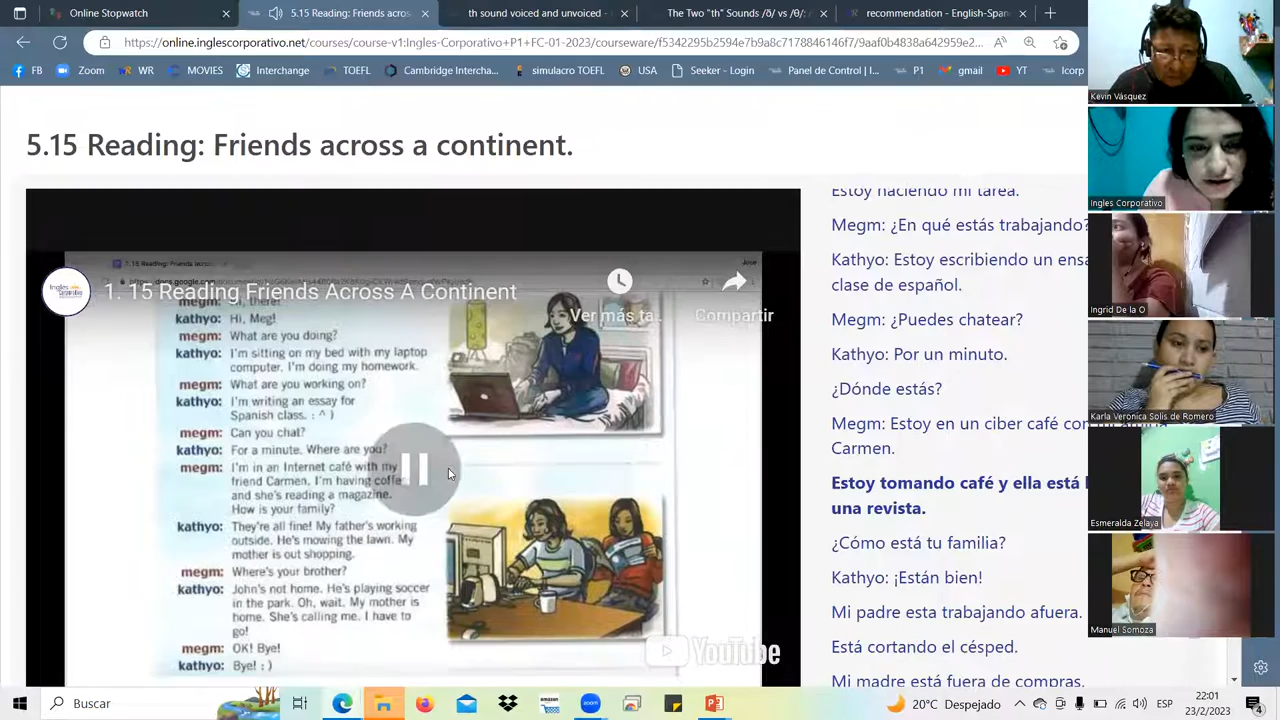 5.15 Reading: Friends across
th sound voiced and unvoiced -
The Two "th" Sounds /ð/ vs /θ/:
recommendation - English-Span
https://online.inglescorporativo.net/courses/course-v1:Ingles-Corporativo+P1+FC-01-2023/courseware/f5342295b2594e7b9a8c7178846146f7/9aaf0b4838a642959e2...
FB
Zoom
WR
MOVIES
Interchange
TOEFL
Cambridge Intercha...
simulacro TOEFL
USA
Seeker - Login
Panel de Control | I...
P1
gmail
YT
Icorp
5.15 Reading: Friends across a continent.
1. 15 Reading Friends Across A Continent
Ver más ta...
Compartir
megm: Hi, there!
kathyo: Hi, Meg!
megm: What are you doing?
kathyo: I'm sitting on my bed with my laptop
computer. I'm doing my homework.
megm: What are you working on?
kathyo: I'm writing an essay for
Spanish class. : ^ )
megm: Can you chat?
kathyo: For a minute. Where are you?
megm: I'm in an Internet café with my
friend Carmen. I'm having coffe
and she's reading a magazine.
How is your family?
kathyo: They're all fine! My father's working
outside. He's mowing the lawn. My
mother is out shopping.
megm: Where's your brother?
kathyo: John's not home. He's playing soccer
in the park. Oh, wait. My mother is
home. She's calling me. I have to
go!
megm: OK! Bye!
kathyo: Bye! : )
YouTube
Estoy haciendo mi tarea.
Megm: ¿En qué estás trabajando?
Kathyo: Estoy escribiendo un ensa
clase de español.
Megm: ¿Puedes chatear?
Kathyo: Por un minuto.
¿Dónde estás?
Megm: Estoy en un ciber café con
Carmen.
Estoy tomando café y ella está
una revista.
¿Cómo está tu familia?
Kathyo: ¡Están bien!
Mi padre esta trabajando afuera.
Está cortando el césped.
Mi madre está fuera de compras.
Kevin Vásquez
Ingles Corporativo
Ingrid De la O
Karla Veronica Solis de Romero
Esmeralda Zelaya
Manuel Somoza
Buscar
20°C Despejado
ESP
22:01
23/2/2023
4